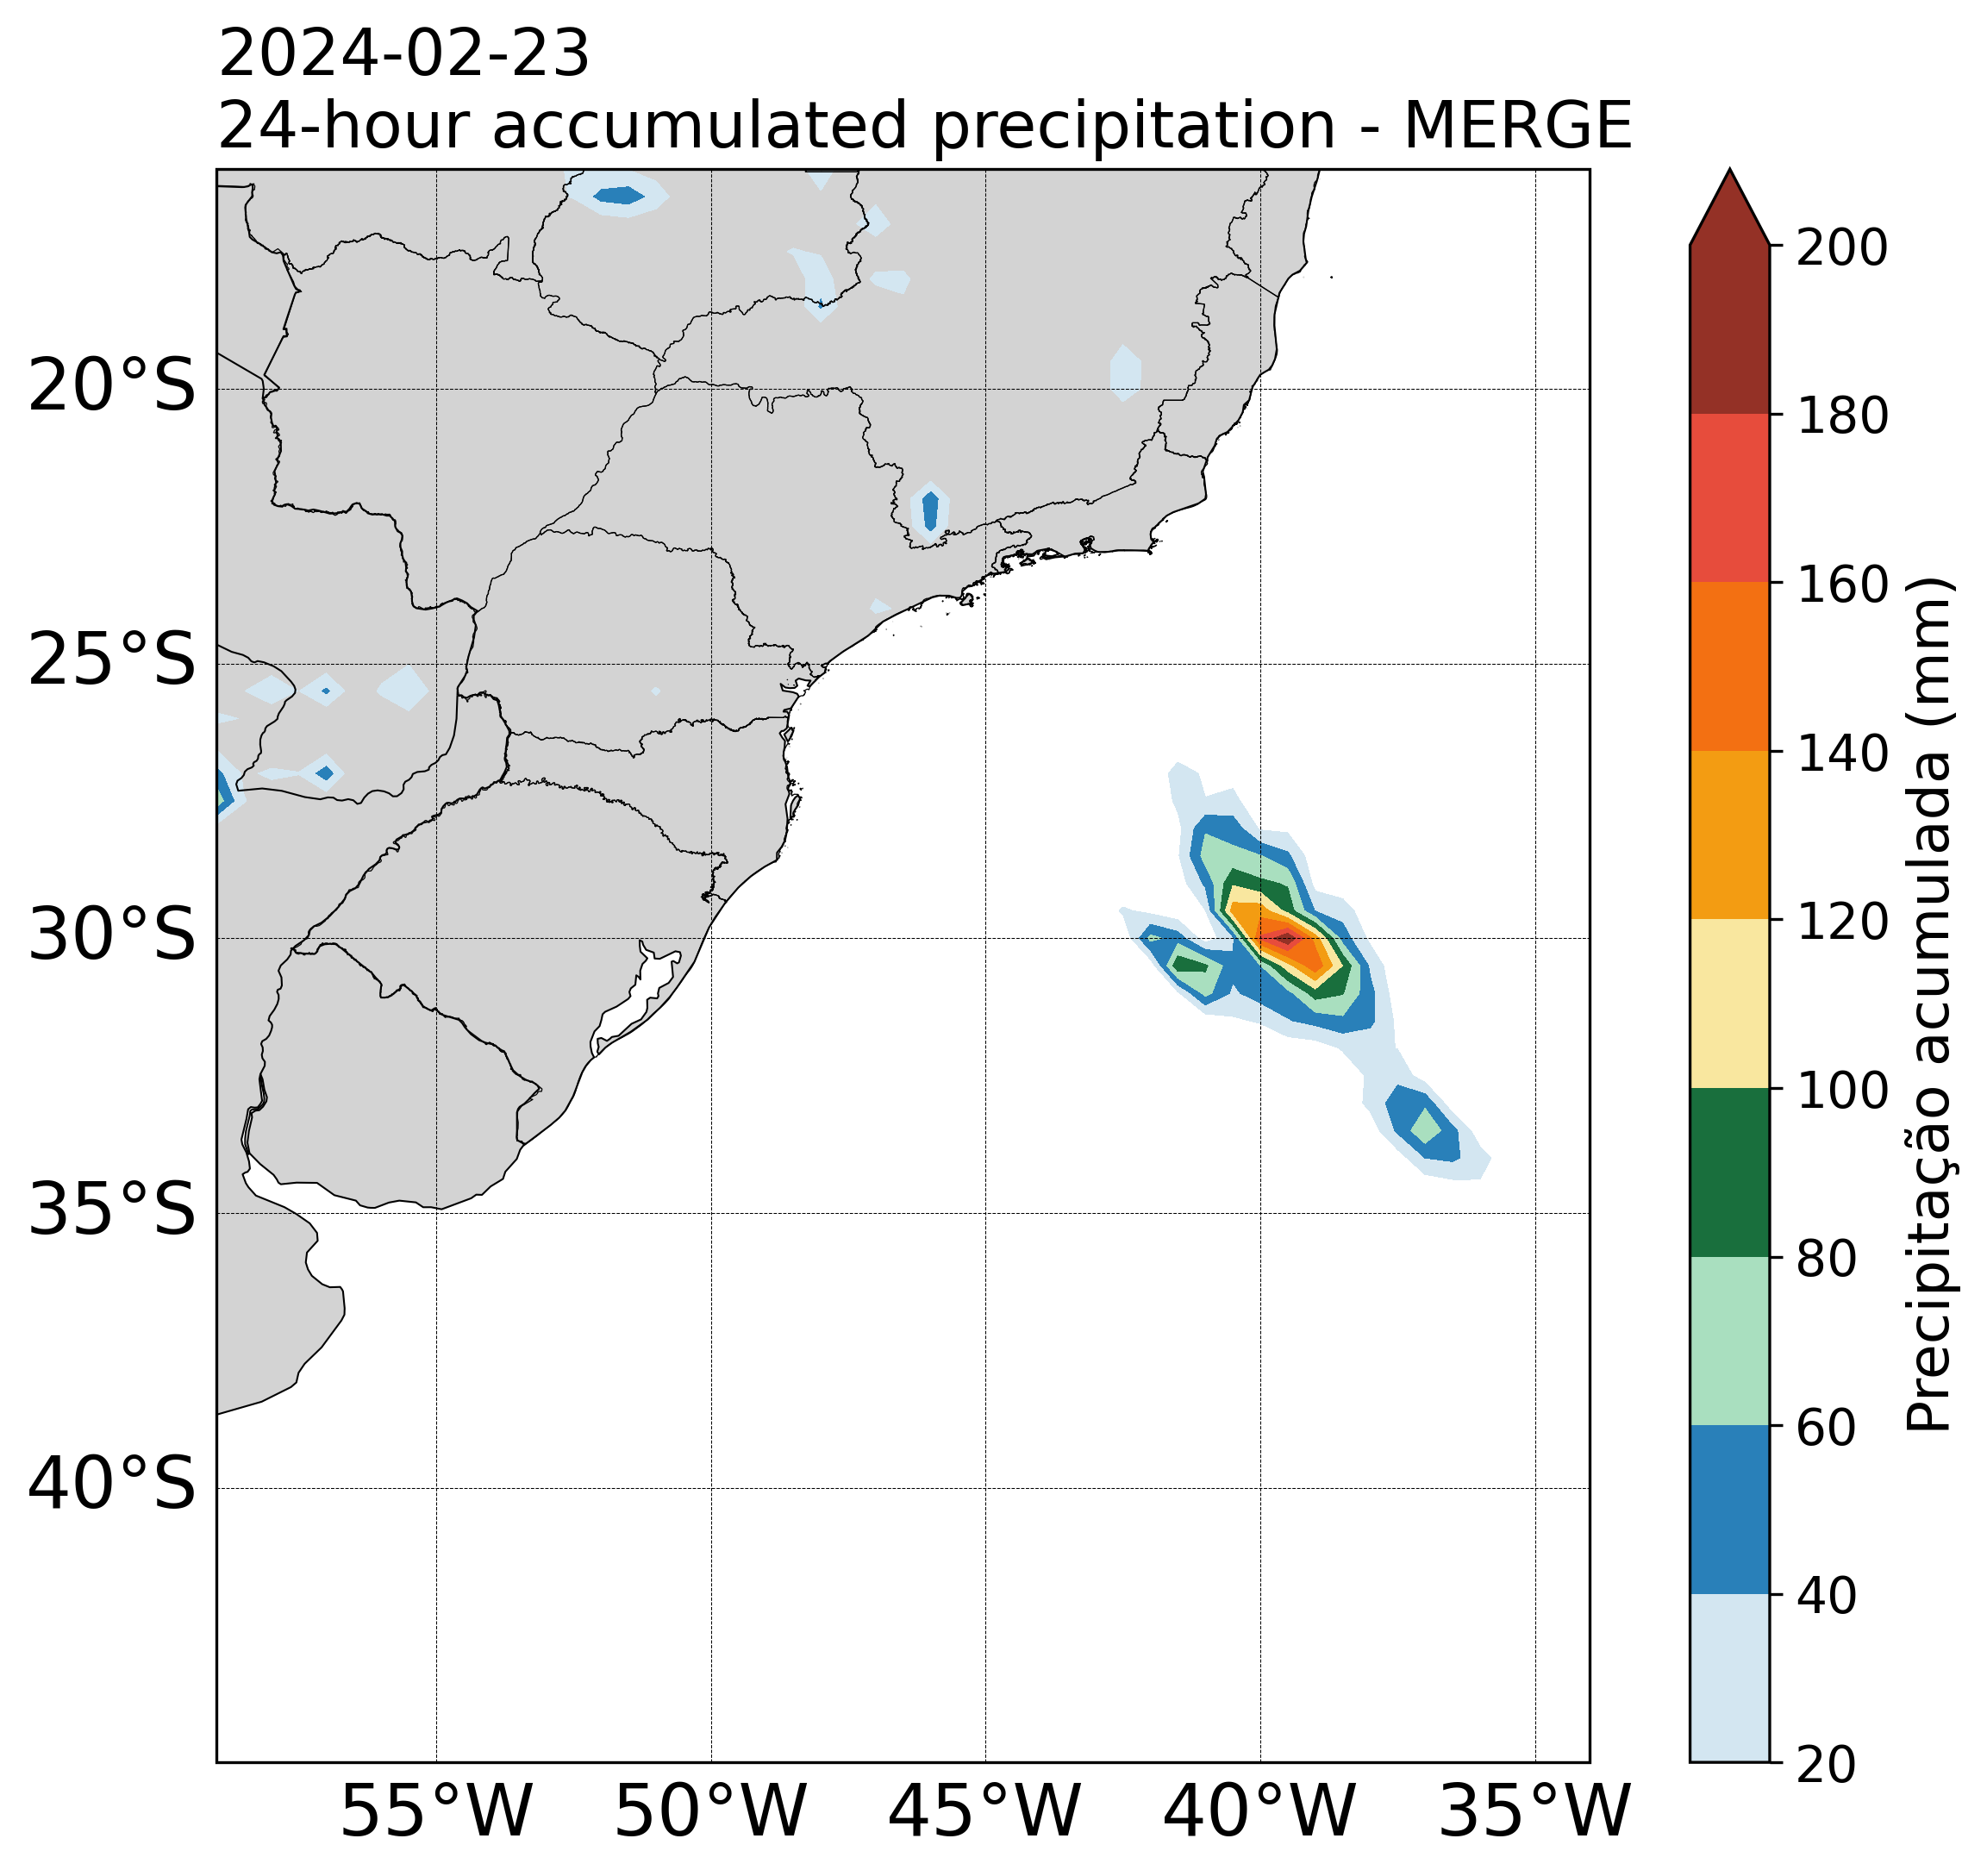 2024-02-23
24-hour accumulated precipitation - MERGE
20°S
25°S
30°S
35°S
40°S
55°W
50°W
45°W
40°W
35°W
200
180
160
140
120
100
80
60
40
20
Precipitação acumulada (mm)